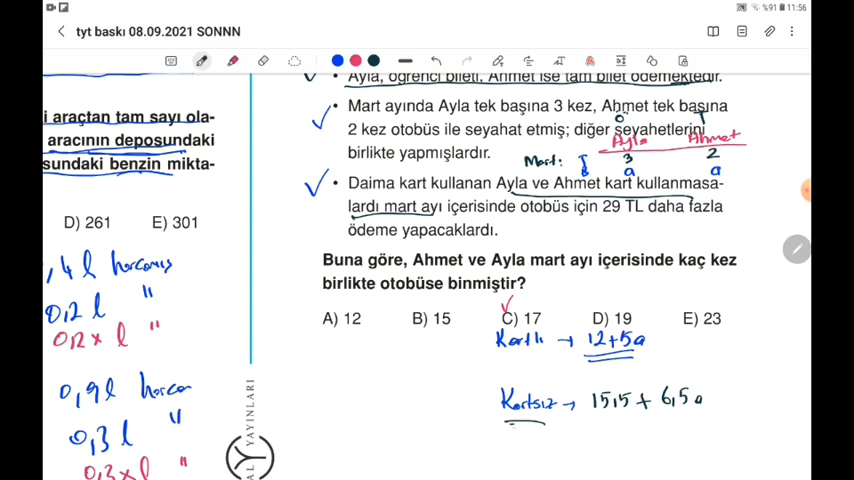 %91 11:56
tyt baskı 08.09.2021 SONNN
i araçtan tam sayı ola-
aracının deposundaki
sundaki benzin mikta-
D) 261 E) 301
,4 l harcamış
0,2 l "
0,2x l "
0,9 l harcar
0,3 l "
0,3x l "
AL YAYINLARI
• Ayla, öğrenci bileti, Ahmet ise tam bilet ödemektedir.
• Mart ayında Ayla tek başına 3 kez, Ahmet tek başına
2 kez otobüs ile seyahat etmiş; diğer seyahetlerini
birlikte yapmışlardır.
Ö T
Ayla Ahmet
Mart: T 3 2
B a a
• Daima kart kullanan Ayla ve Ahmet kart kullanmasa-
lardı mart ayı içerisinde otobüs için 29 TL daha fazla
ödeme yapacaklardı.
Buna göre, Ahmet ve Ayla mart ayı içerisinde kaç kez
birlikte otobüse binmiştir?
A) 12 B) 15 C) 17 D) 19 E) 23
Kartlı → 12+5a
Kartsız → 15,5 + 6,5a